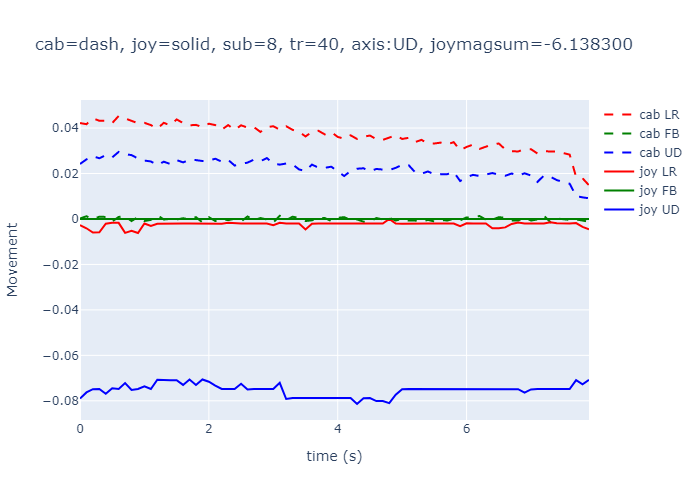 cab=dash, joy=solid, sub=8, tr=40, axis:UD, joymagsum=-6.138300
cab LR
cab FB
cab UD
joy LR
joy FB
joy UD
Movement
0.04
0.02
0
−0.02
−0.04
−0.06
−0.08
0
2
4
6
time (s)